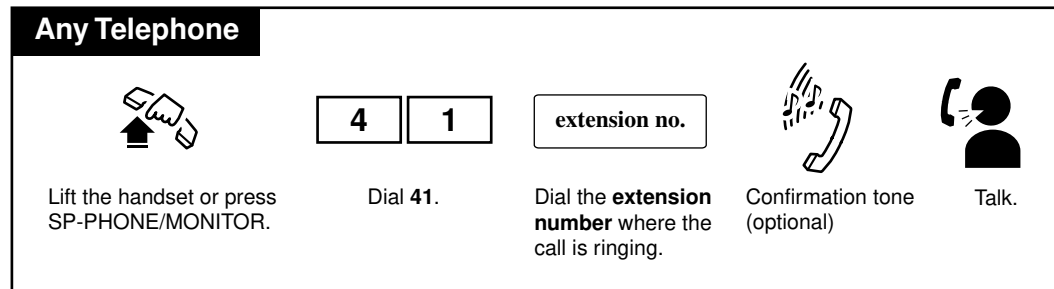 Any Telephone
4 1
extension no.
Lift the handset or press
SP-PHONE/MONITOR.
Dial 41.
Dial the extension
number where the
call is ringing.
Confirmation tone
(optional)
Talk.